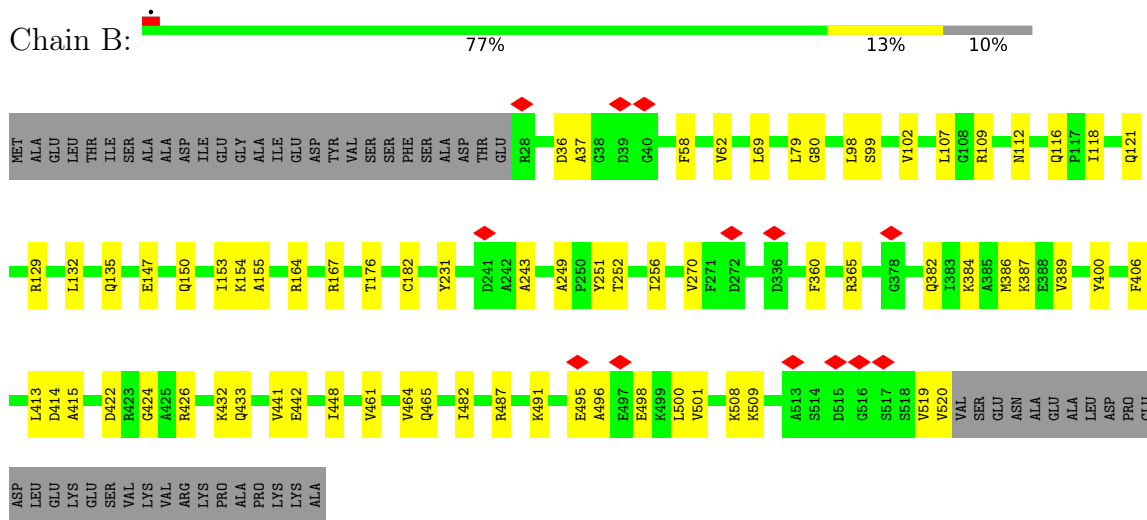 •
Chain B:
77% 13% 10%
MET ALA GLU LEU THR ILE SER ALA ALA ASP ILE GLU GLY ALA ILE GLU ASP TYR VAL SER SER PHE SER ALA ASP THR GLU R28 D36 A37 G38 D39 G40 F58 V62 L69 L79 G80 L98 S99 V102 L107 G108 R109 N112 Q116 P117 I118 Q121
R129 L132 Q135 E147 Q150 I153 K154 A155 R164 R167 T176 C182 Y231 D241 A242 A243 A249 P250 Y251 T252 I256 V270 F271 D272 D336 F360 R365 G378 Q382 I383 K384 A385 M386 K387 E388 V389 Y400 F406
L413 D414 A415 D422 R423 G424 A425 R426 K432 Q433 V441 E442 I448 V461 V464 Q465 I482 R487 K491 E495 A496 E497 E498 K499 L500 V501 K508 K509 A513 S514 D515 G516 S517 S518 V519 V520 VAL SER GLU ASN ALA GLU ALA LEU ASP PRO GLU
ASP LEU GLU LYS GLU SER VAL LYS VAL ARG LYS PRO ALA PRO LYS LYS ALA